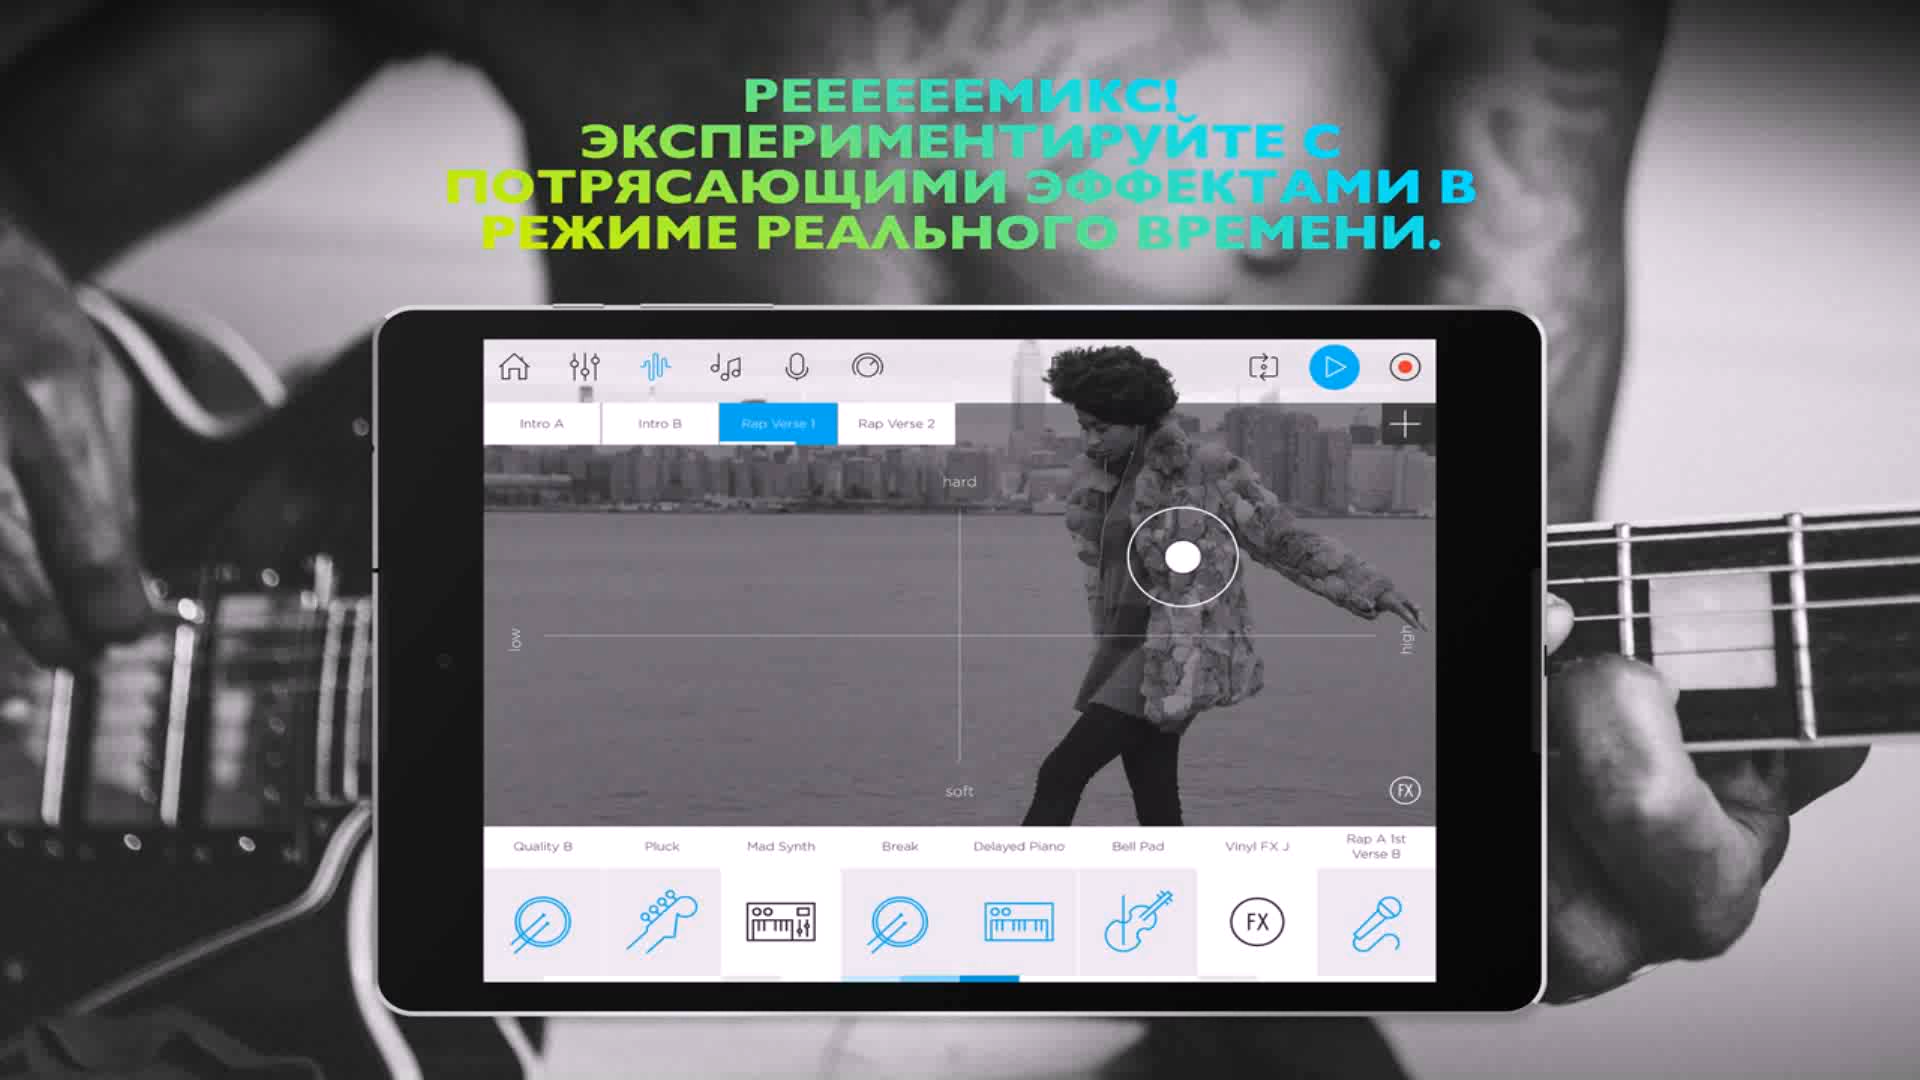 РЕЕЕЕЕЕМИКС!
ЭКСПЕРИМЕНТИРУЙТЕ С
ПОТРЯСАЮЩИМИ ЭФФЕКТАМИ В
РЕЖИМЕ РЕАЛЬНОГО ВРЕМЕНИ.
Intro A
Intro B
Rap Verse 1
Rap Verse 2
hard
low
high
soft
FX
Quality B
Pluck
Mad Synth
Break
Delayed Piano
Bell Pad
Vinyl FX J
Rap A 1st
Verse B
FX